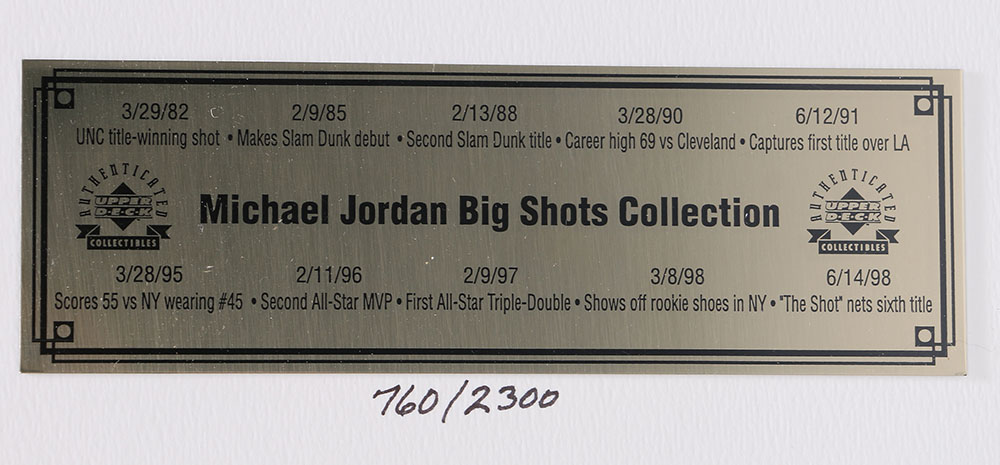 3/29/82 2/9/85 2/13/88 3/28/90 6/12/91
UNC title-winning shot • Makes Slam Dunk debut • Second Slam Dunk title • Career high 69 vs Cleveland • Captures first title over LA
AUTHENTICATED
UPPER
D•E•C•K
COLLECTIBLES
Michael Jordan Big Shots Collection
AUTHENTICATED
UPPER
D•E•C•K
COLLECTIBLES
3/28/95 2/11/96 2/9/97 3/8/98 6/14/98
Scores 55 vs NY wearing #45 • Second All-Star MVP • First All-Star Triple-Double • Shows off rookie shoes in NY • "The Shot" nets sixth title
760/2300